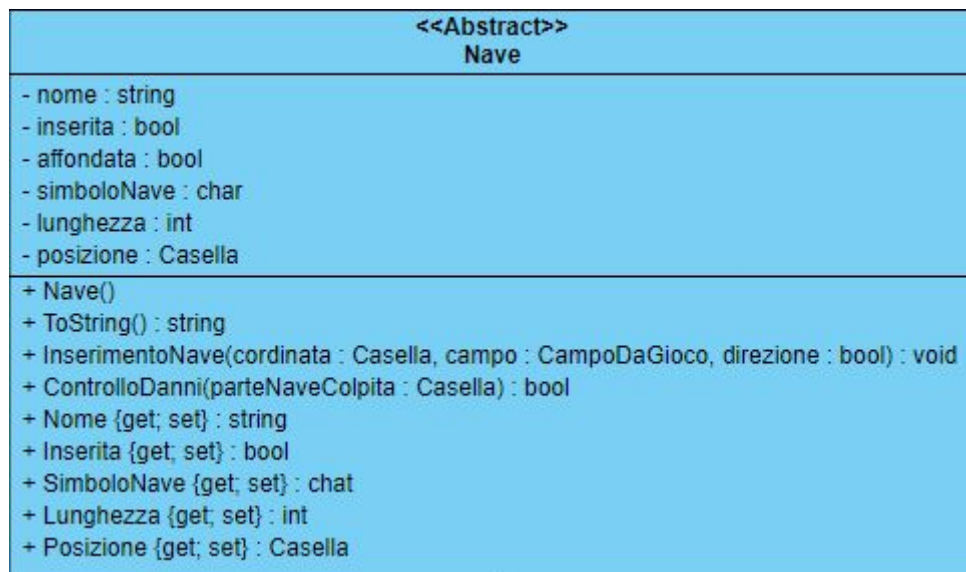 <<Abstract>>
Nave
- nome : string
- inserita : bool
- affondata : bool
- simboloNave : char
- lunghezza : int
- posizione : Casella
+ Nave()
+ ToString() : string
+ InserimentoNave(cordinata : Casella, campo : CampoDaGioco, direzione : bool) : void
+ ControlloDanni(parteNaveColpita : Casella) : bool
+ Nome {get; set} : string
+ Inserita {get; set} : bool
+ SimboloNave {get; set} : chat
+ Lunghezza {get; set} : int
+ Posizione {get; set} : Casella